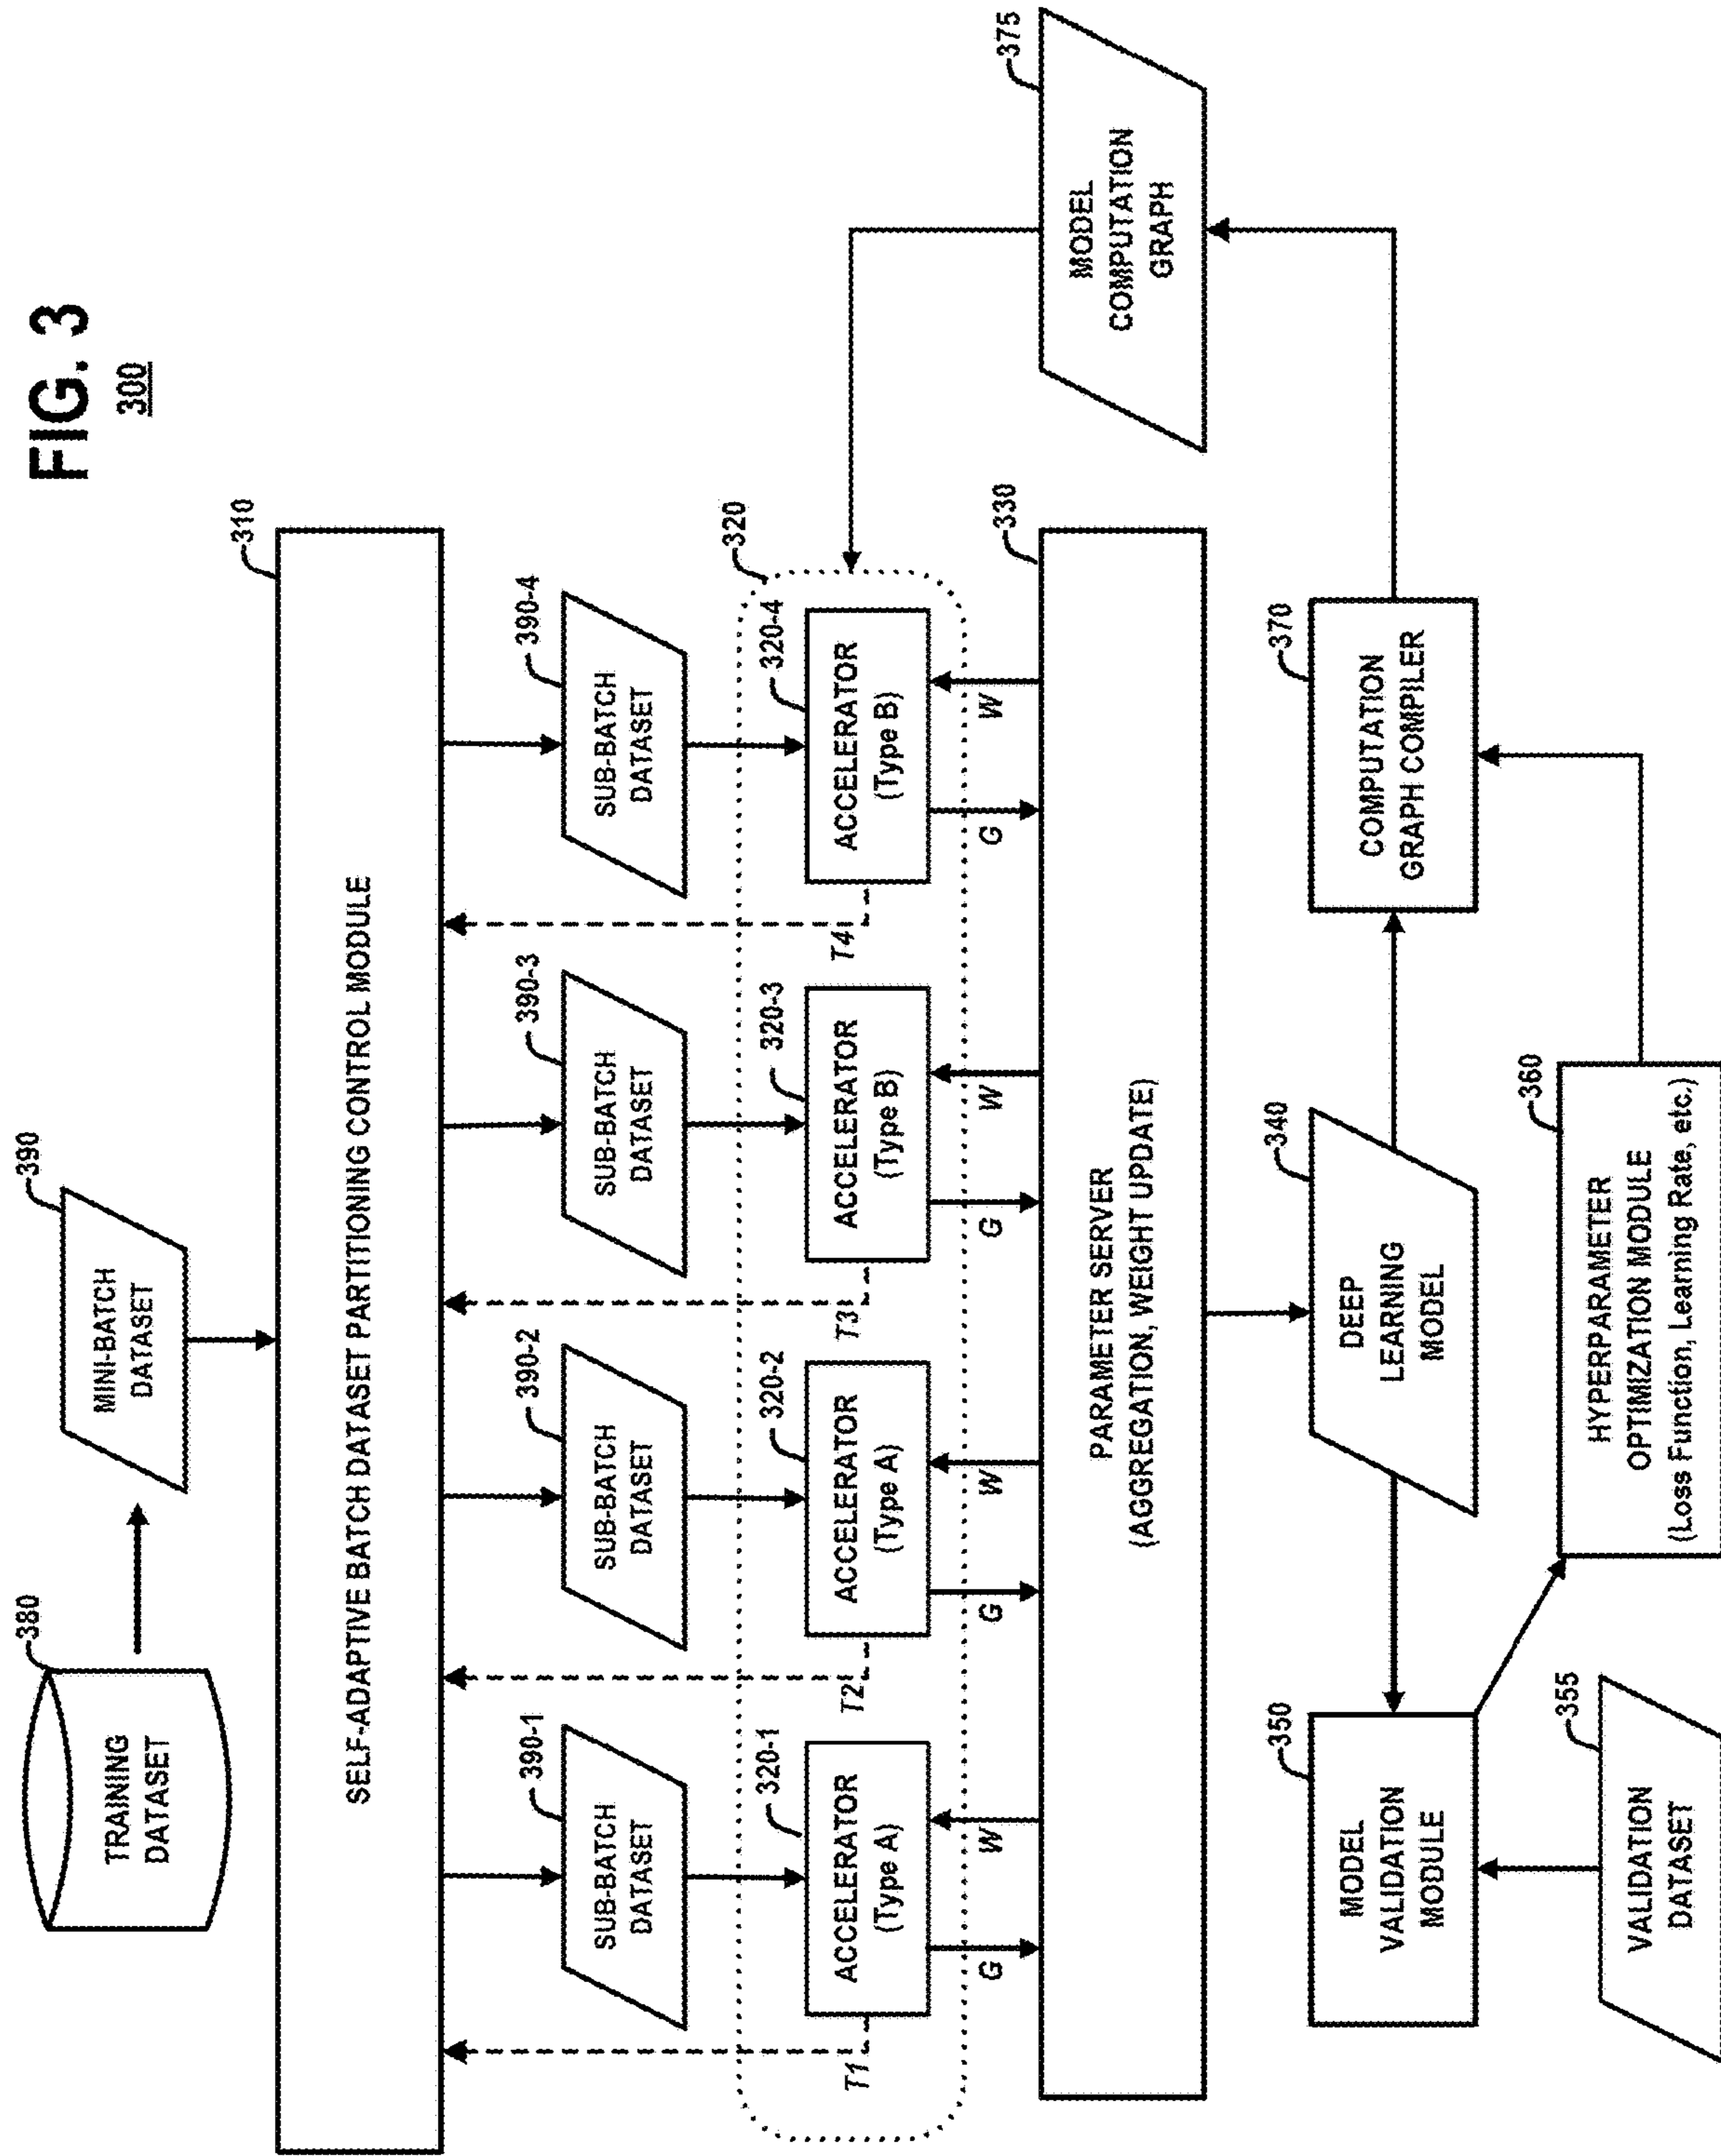 FIG. 3
300
380
TRAINING
DATASET
390
MINI-BATCH
DATASET
310
SELF-ADAPTIVE BATCH DATASET PARTITIONING CONTROL MODULE
390-1
SUB-BATCH
DATASET
390-2
SUB-BATCH
DATASET
390-3
SUB-BATCH
DATASET
390-4
SUB-BATCH
DATASET
320
T1
320-1
ACCELERATOR
(Type A)
T2
320-2
ACCELERATOR
(Type A)
T3
320-3
ACCELERATOR
(Type B)
T4
320-4
ACCELERATOR
(Type B)
G
W
G
W
G
W
G
W
330
PARAMETER SERVER
(AGGREGATION, WEIGHT UPDATE)
375
MODEL
COMPUTATION
GRAPH
350
MODEL
VALIDATION
MODULE
340
DEEP
LEARNING
MODEL
370
COMPUTATION
GRAPH COMPILER
355
VALIDATION
DATASET
360
HYPERPARAMETER
OPTIMIZATION MODULE
(Loss Function, Learning Rate, etc.)